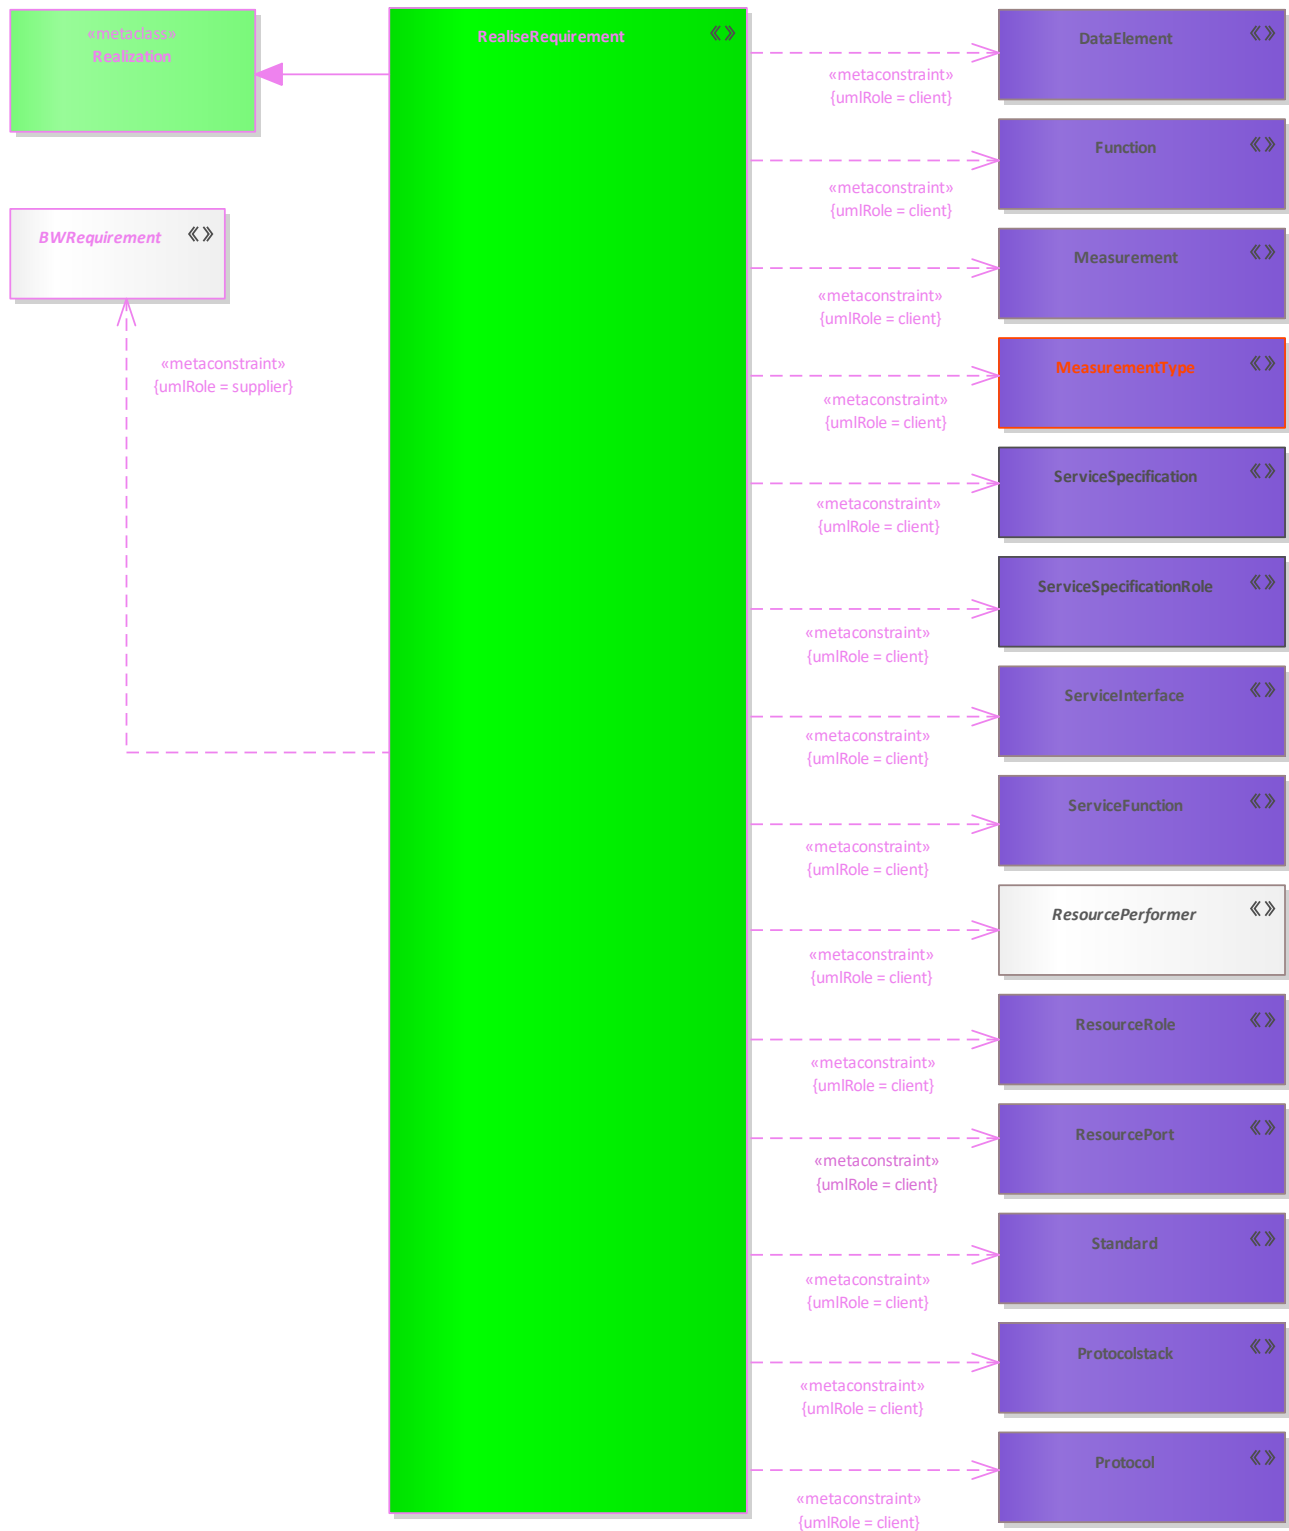 «metaclass»
Realization
BWRequirement
«metaconstraint»
{umlRole = supplier}
RealiseRequirement
«metaconstraint»
{umlRole = client}
DataElement
«metaconstraint»
{umlRole = client}
Function
«metaconstraint»
{umlRole = client}
Measurement
«metaconstraint»
{umlRole = client}
MeasurementType
«metaconstraint»
{umlRole = client}
ServiceSpecification
«metaconstraint»
{umlRole = client}
ServiceSpecificationRole
«metaconstraint»
{umlRole = client}
ServiceInterface
«metaconstraint»
{umlRole = client}
ServiceFunction
«metaconstraint»
{umlRole = client}
ResourcePerformer
«metaconstraint»
{umlRole = client}
ResourceRole
«metaconstraint»
{umlRole = client}
ResourcePort
«metaconstraint»
{umlRole = client}
Standard
«metaconstraint»
{umlRole = client}
Protocolstack
«metaconstraint»
{umlRole = client}
Protocol